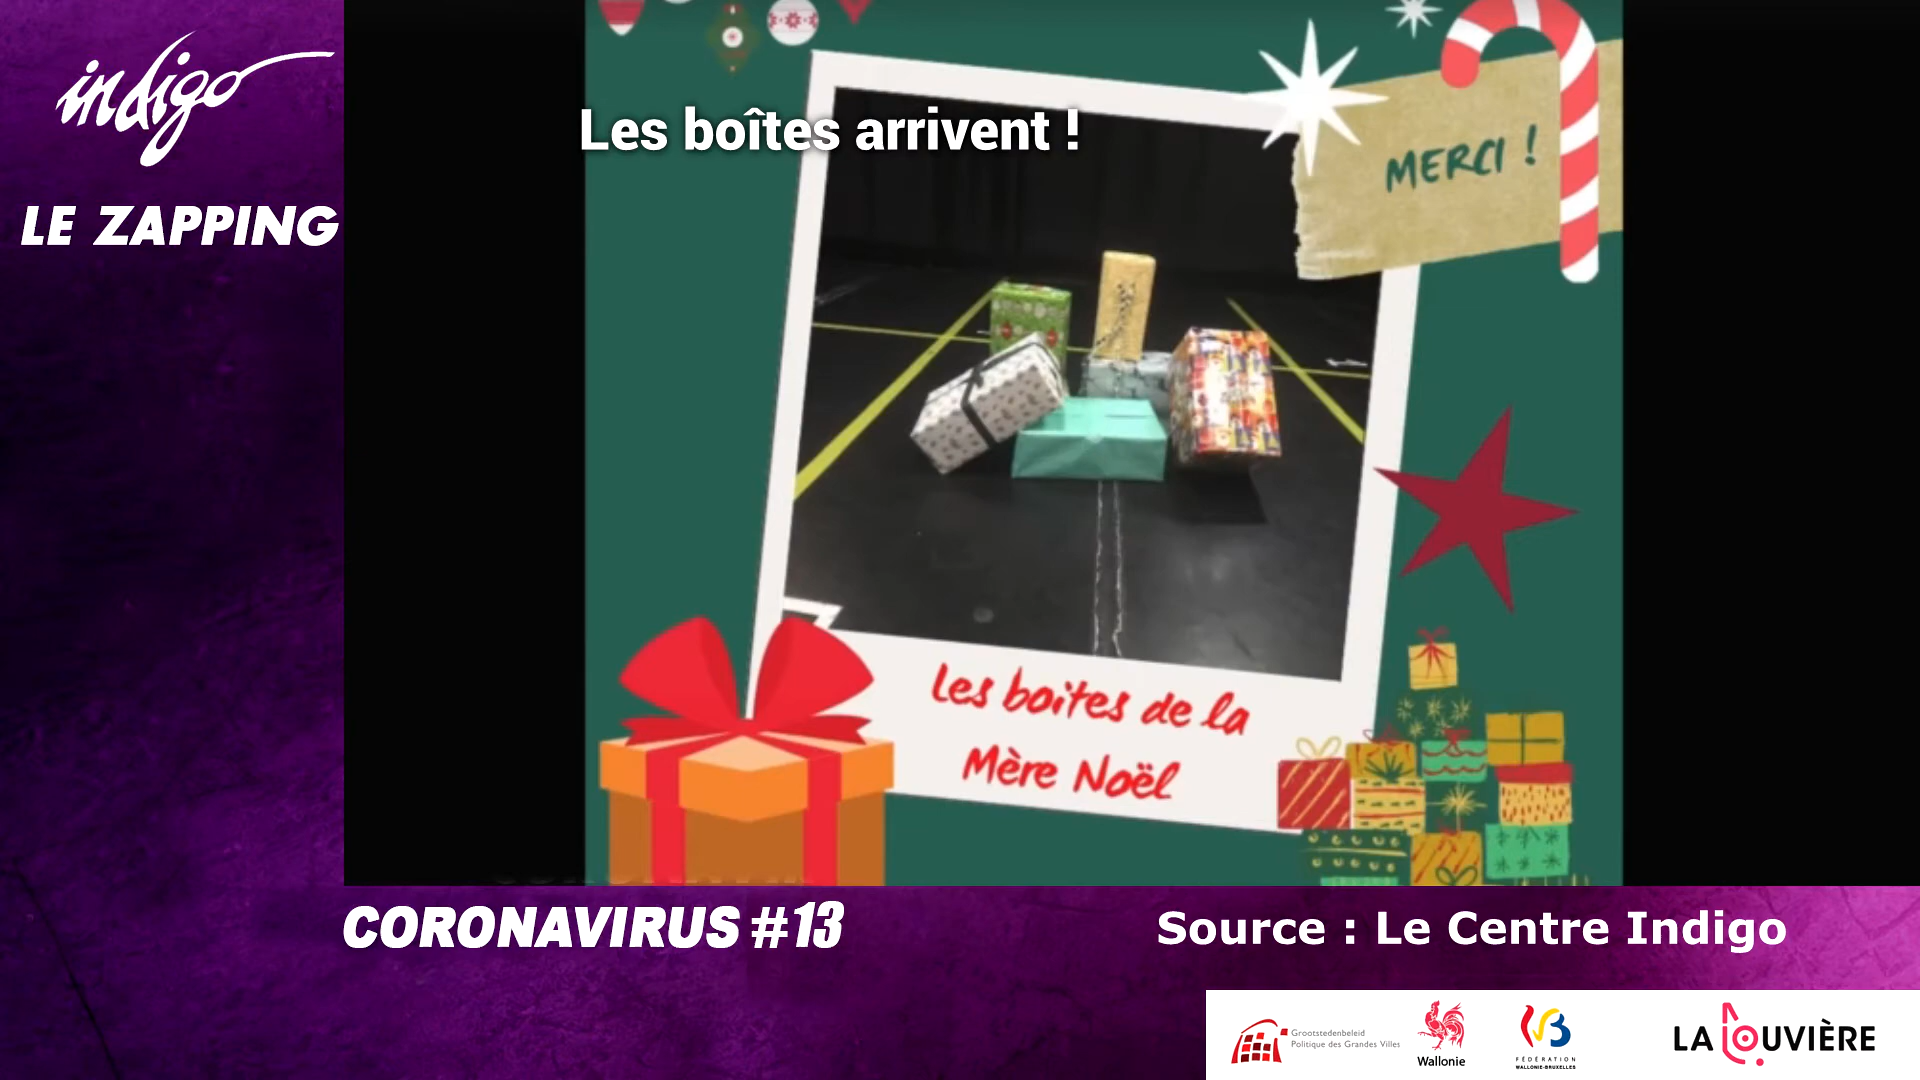 indigo
LE ZAPPING
Les boîtes arrivent !
MERCI !
Les boites de la
Mère Noël
CORONAVIRUS #13
Source : Le Centre Indigo
Grootstedenbeleid
Politique des Grandes Villes
Wallonie
FÉDÉRATION
WALLONIE-BRUXELLES
LA LOUVIÈRE